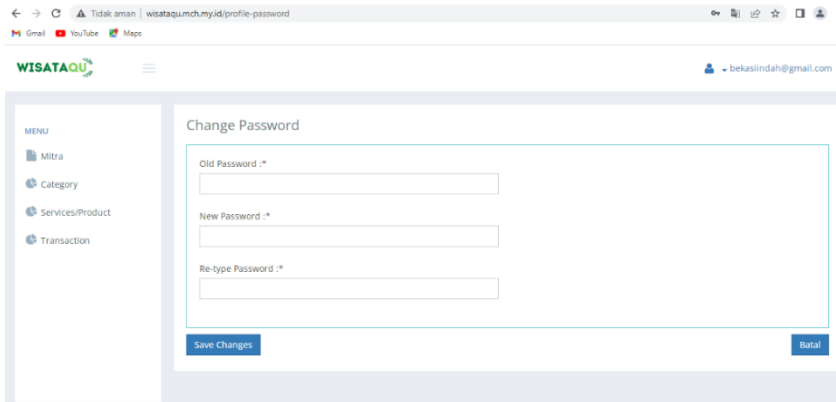 Tidak aman | wisataqu.mch.my.id/profile-password
Gmail YouTube Maps
WISATAQU
bekasiindah@gmail.com
MENU
Mitra
Category
Services/Product
Transaction
Change Password
Old Password :*
New Password :*
Re-type Password :*
Save Changes
Batal